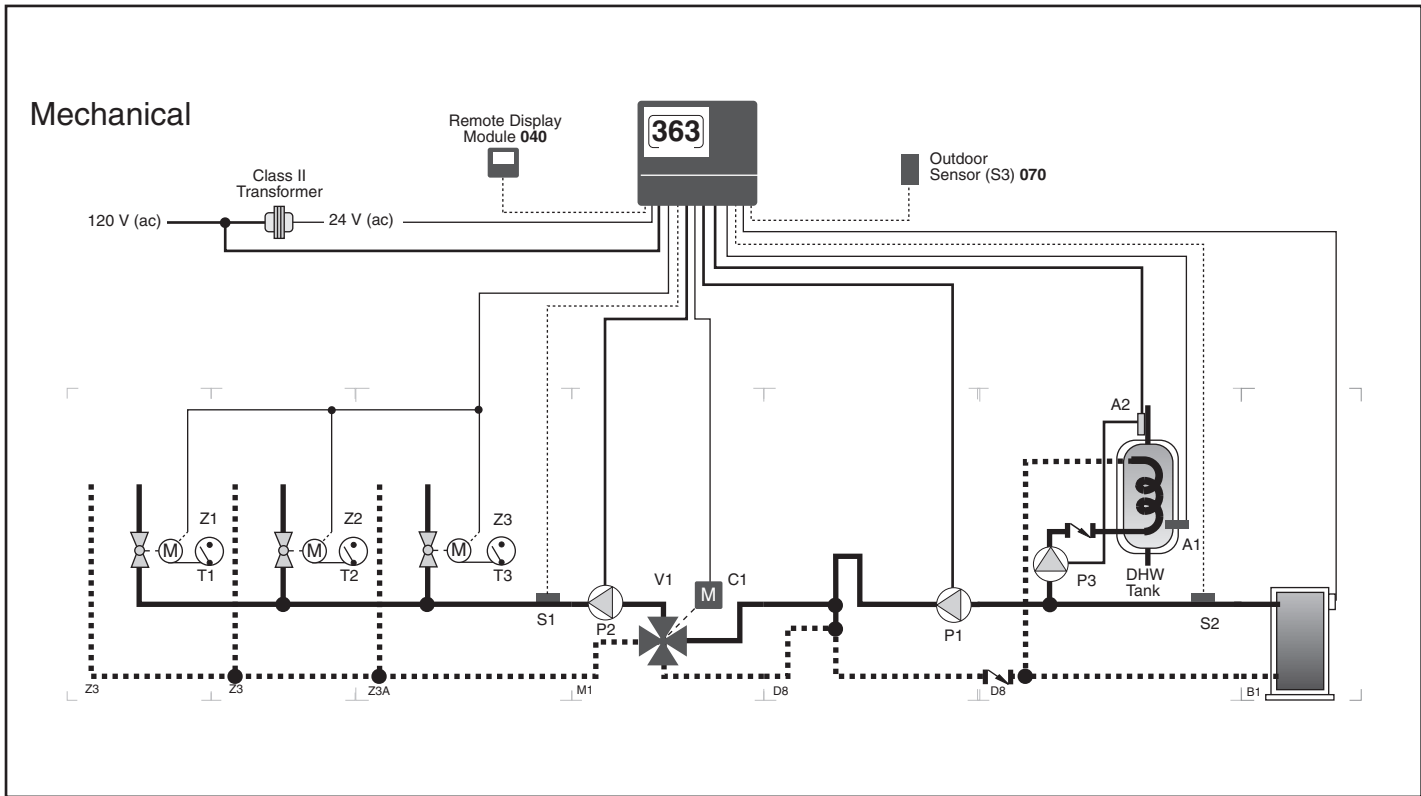 Mechanical
Remote Display
Module 040
363
Outdoor
Sensor (S3) 070
Class II
Transformer
120 V (ac)
24 V (ac)
A2
Z1
Z2
Z3
M
M
M
T1
T2
T3
S1
P2
V1
C1
M
P1
P3
A1
DHW
Tank
S2
Z3
Z3
Z3A
M1
D8
D8
B1